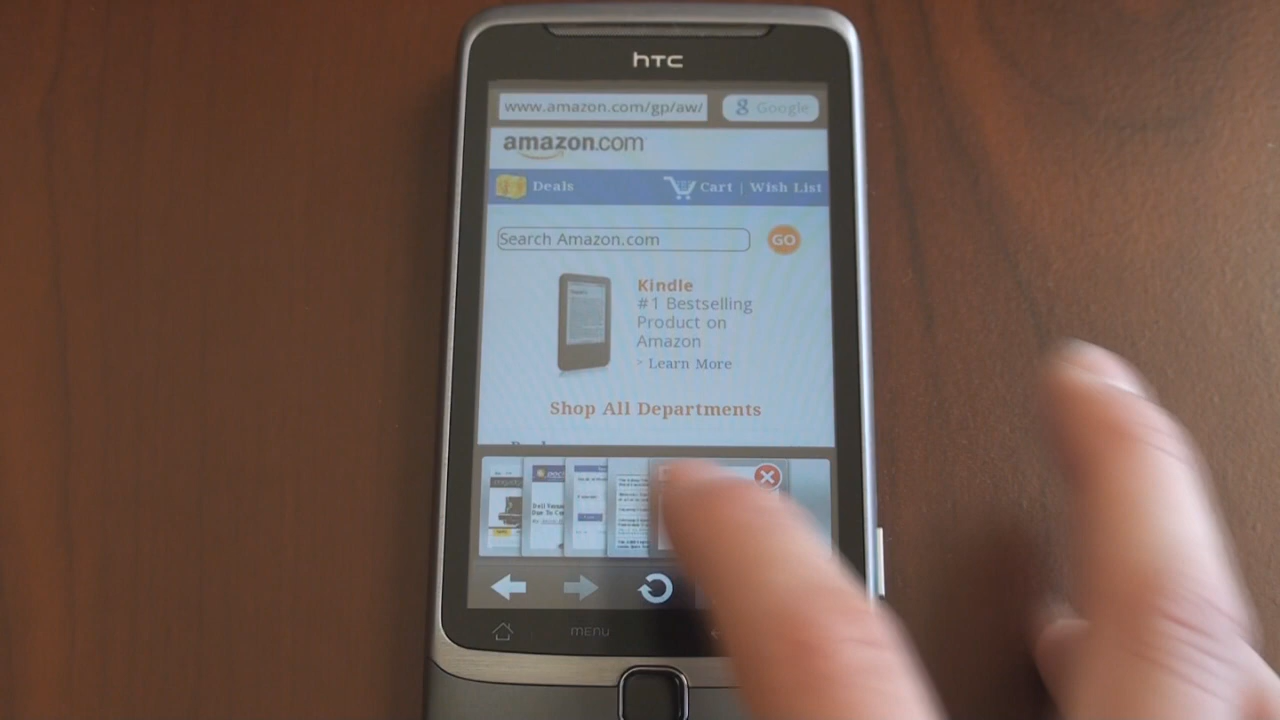 hTC
www.amazon.com/gp/aw/
Google
amazon.com
Deals
Cart | Wish List
Search Amazon.com
GO
Kindle
#1 Bestselling
Product on
Amazon
> Learn More
Shop All Departments
MENU